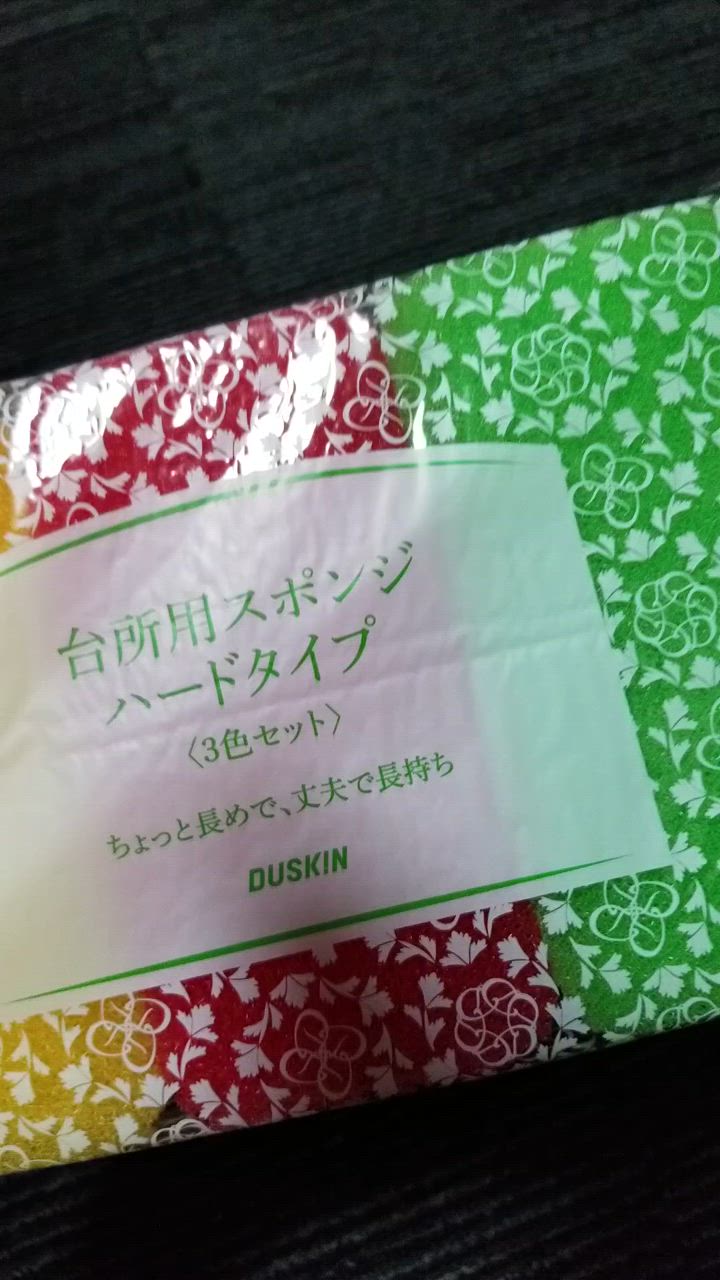 台所用スポンジ
ハードタイプ
〈3色セット〉
ちょっと長めで、丈夫で長持ち
DUSKIN